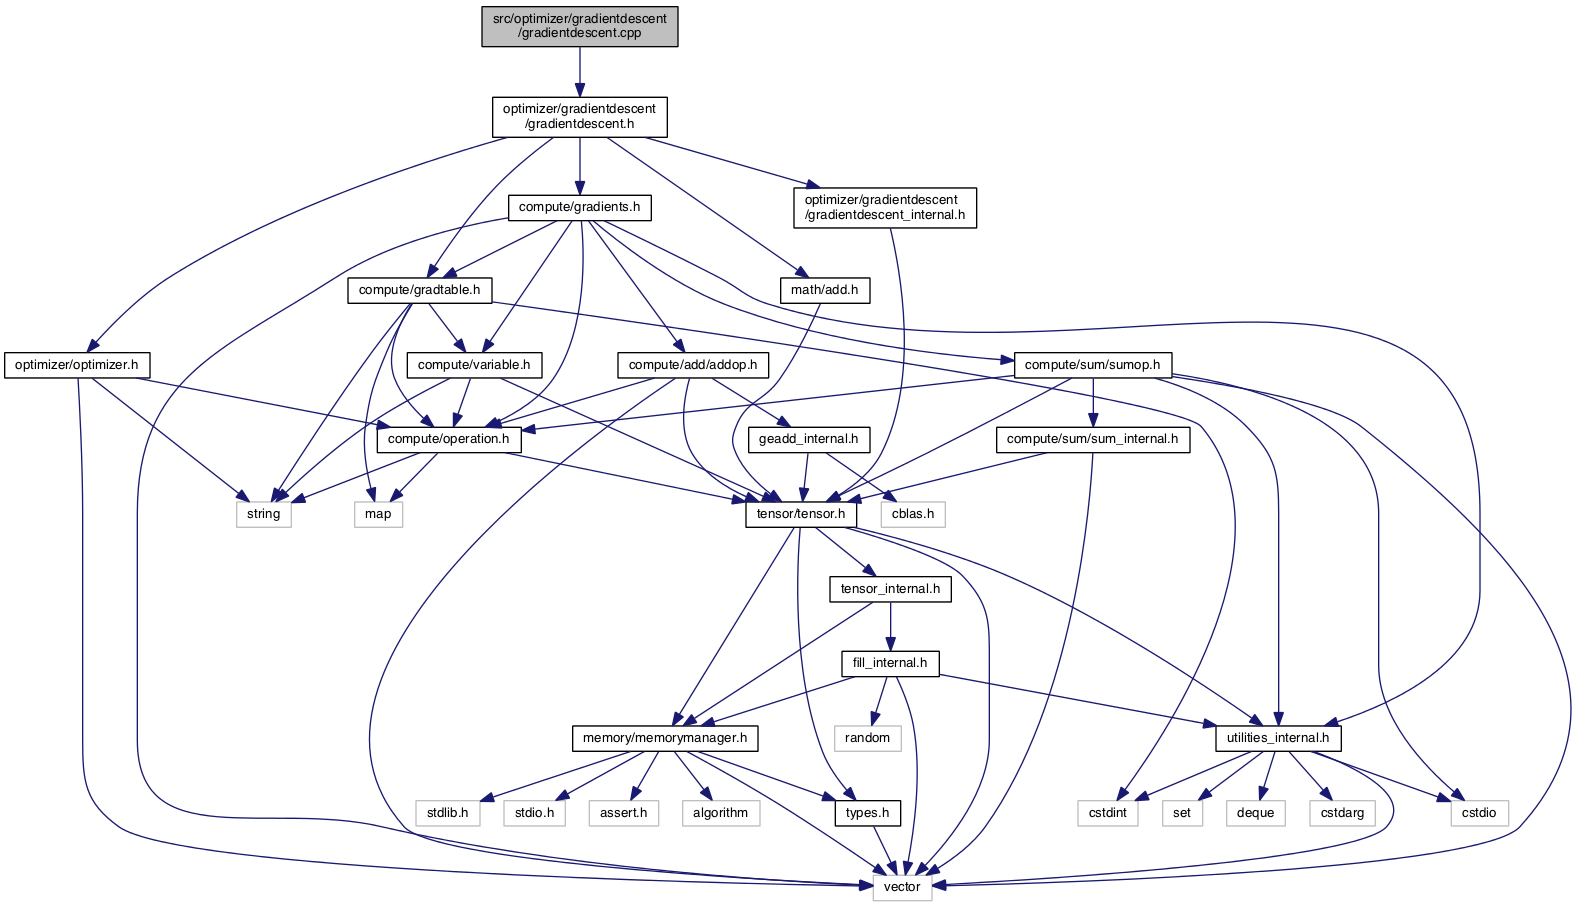 src/optimizer/gradientdescent
/gradientdescent.cpp
optimizer/gradientdescent
/gradientdescent.h
optimizer/gradientdescent
/gradientdescent_internal.h
compute/gradients.h
compute/gradtable.h
math/add.h
optimizer/optimizer.h
compute/variable.h
compute/add/addop.h
compute/sum/sumop.h
compute/operation.h
geadd_internal.h
compute/sum/sum_internal.h
string
map
tensor/tensor.h
cblas.h
tensor_internal.h
fill_internal.h
memory/memorymanager.h
random
utilities_internal.h
stdlib.h
stdio.h
assert.h
algorithm
types.h
cstdint
set
deque
cstdarg
cstdio
vector